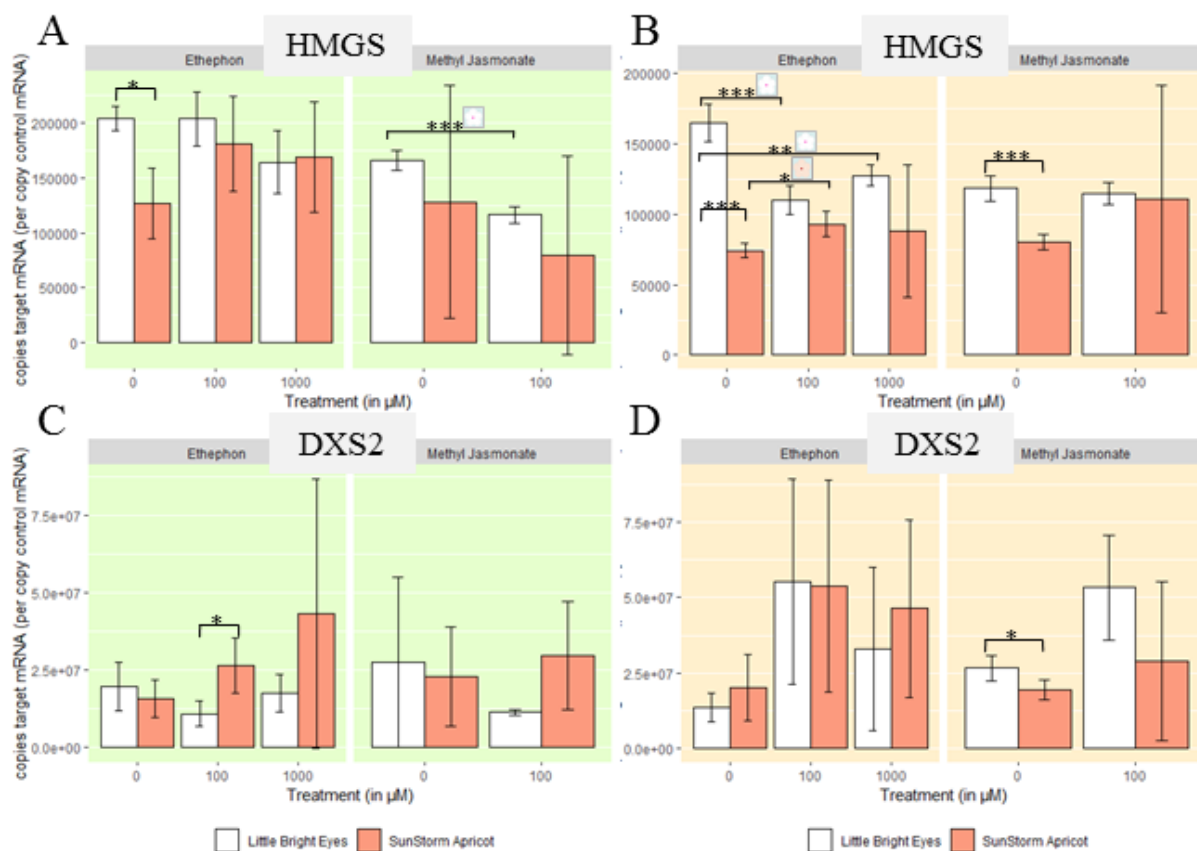 A HMGS
Ethephon Methyl Jasmonate
copies target mRNA (per copy control mRNA)
200000
150000
100000
50000
0
*
***
0 100 1000 0 100
Treatment (in µM)
B HMGS
Ethephon Methyl Jasmonate
200000
150000
100000
50000
0
***
**
*
***
***
0 100 1000 0 100
Treatment (in µM)
C DXS2
Ethephon Methyl Jasmonate
copies target mRNA (per copy control mRNA)
7.5e+07
5.0e+07
2.5e+07
0.0e+00
*
0 100 1000 0 100
Treatment (in µM)
Little Bright Eyes SunStorm Apricot
D DXS2
Ethephon Methyl Jasmonate
7.5e+07
5.0e+07
2.5e+07
0.0e+00
*
0 100 1000 0 100
Treatment (in µM)
Little Bright Eyes SunStorm Apricot